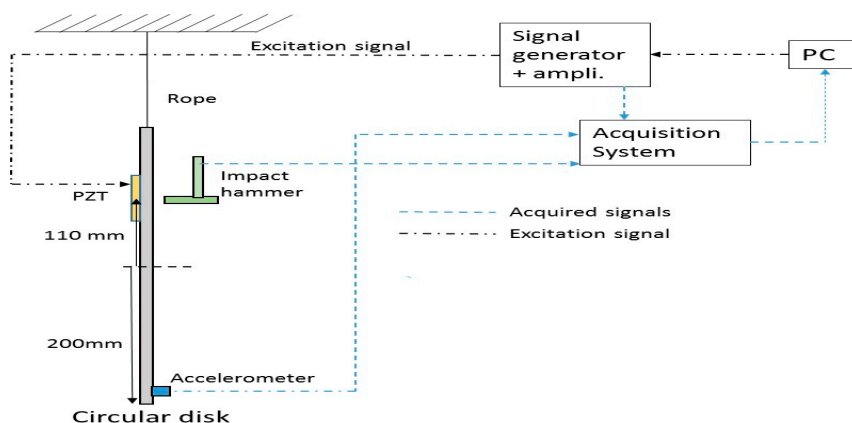 Excitation signal
Signal
generator
+ ampli.
PC
Rope
Acquisition
System
Impact
hammer
PZT
110 mm
Acquired signals
Excitation signal
200mm
Accelerometer
Circular disk